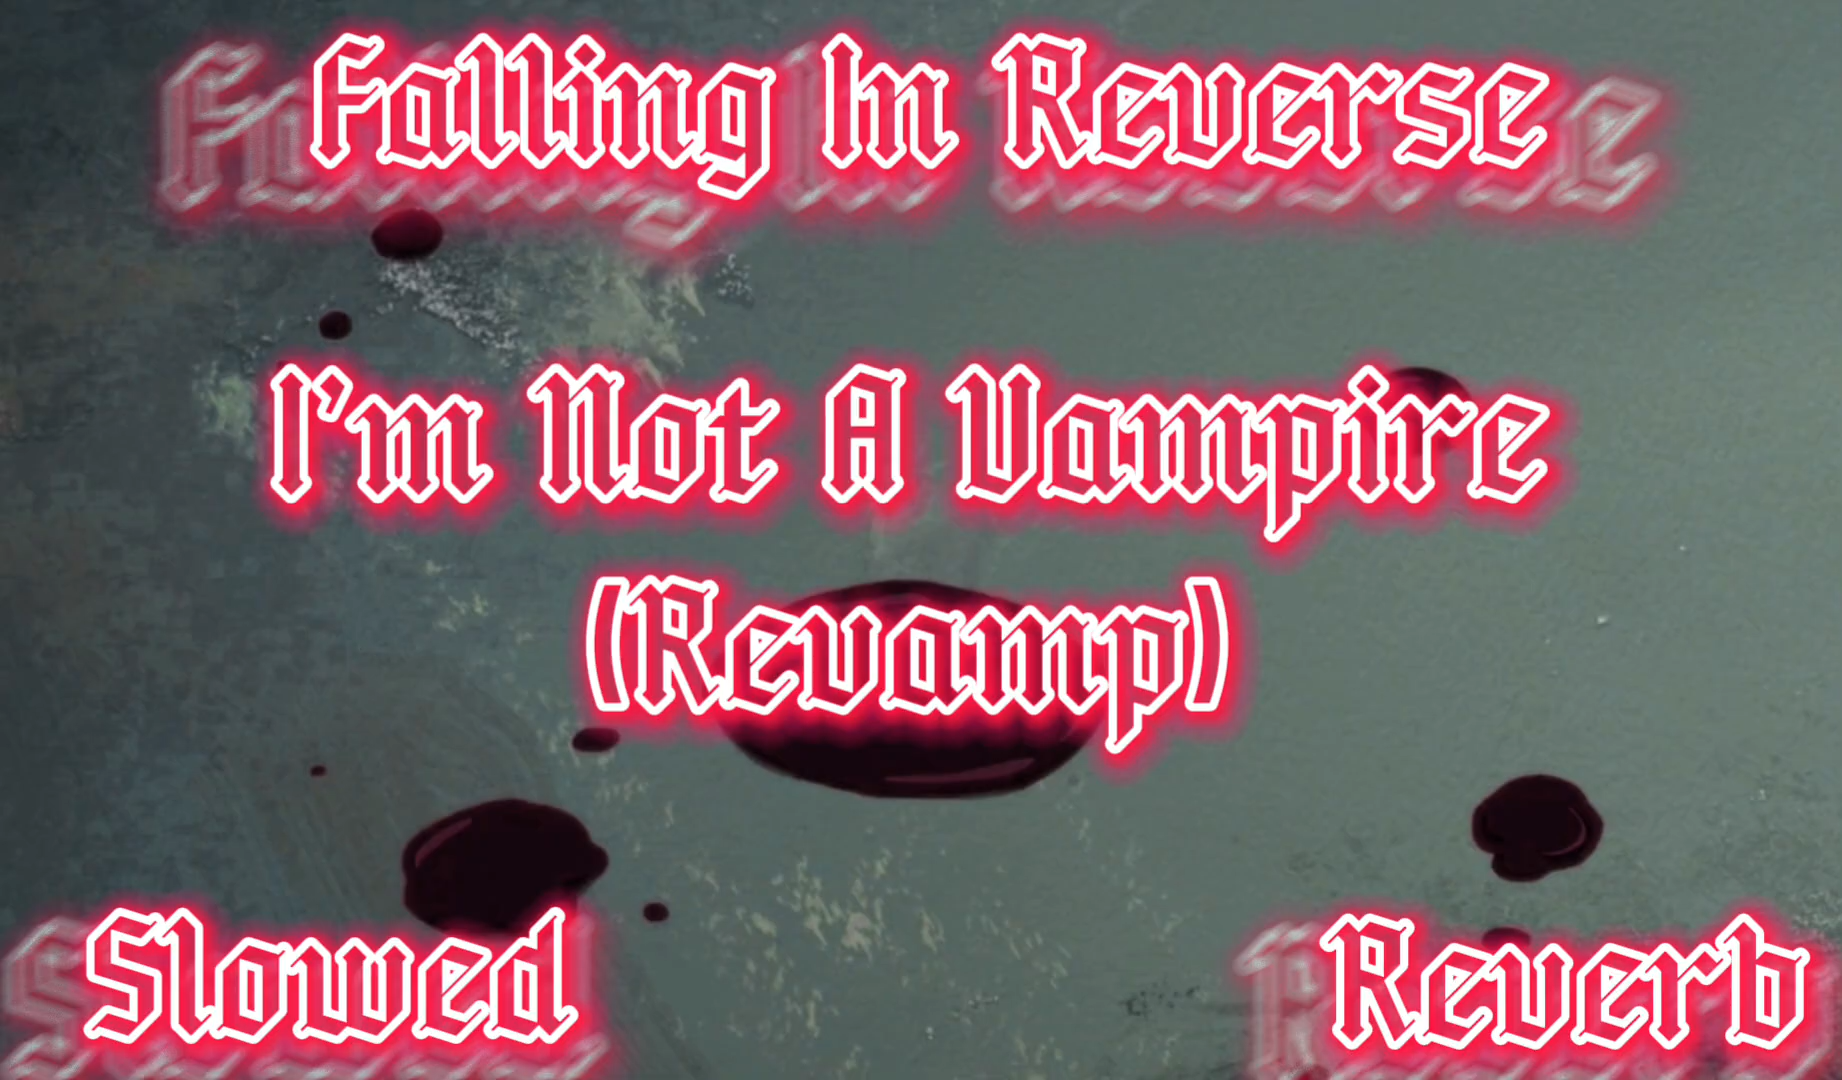 Falling In Reverse
I'm Not A Vampire
(Revamp)
Slowed
Reverb